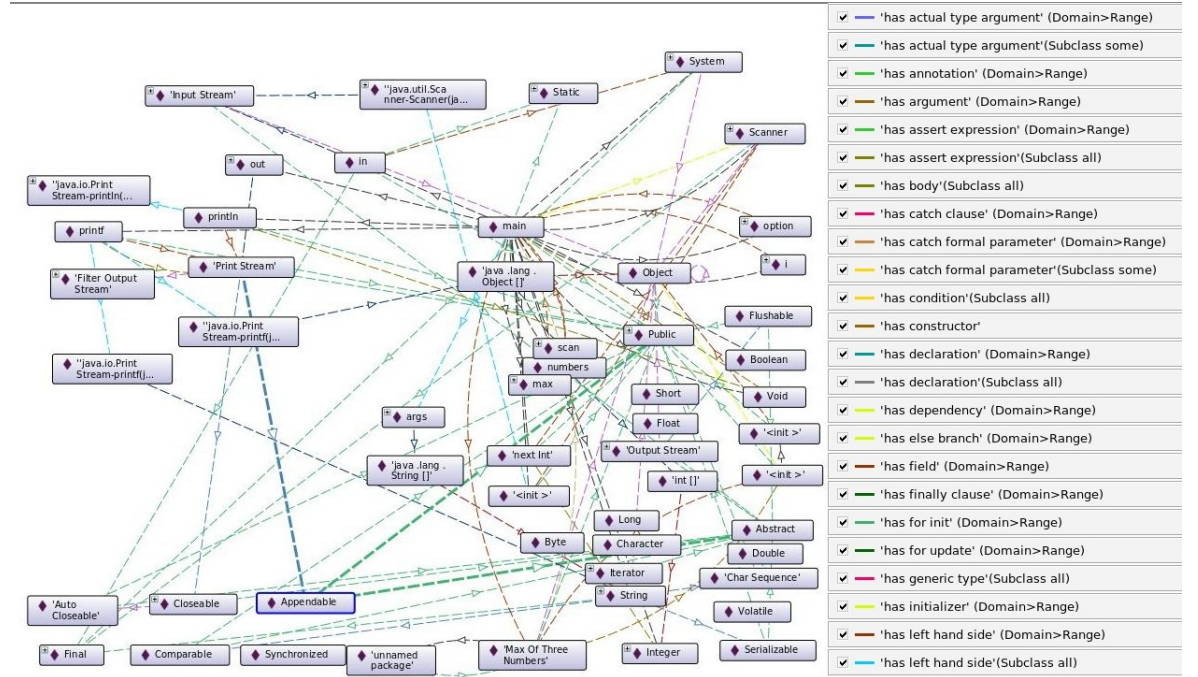 System
'Input Stream'
''java.util.Sca
nner-Scanner(ja...
Static
Scanner
out
in
''java.io.Print
Stream-println(...
println
printf
main
option
'Print Stream'
'Filter Output
Stream'
'java .lang .
Object []'
Object
i
''java.io.Print
Stream-printf(j...
Flushable
Public
''java.io.Print
Stream-printf(j...
scan
numbers
max
Boolean
Short
Void
args
Float
'<init >'
'next Int'
'Output Stream'
'java .lang .
String []'
'int []'
'<init >'
'<init >'
Long
Abstract
Byte
Character
Double
Iterator
'Char Sequence'
String
'Auto
Closeable'
Closeable
Appendable
Volatile
Final
Comparable
Synchronized
'unnamed
package'
'Max Of Three
Numbers'
Integer
Serializable
'has actual type argument' (Domain>Range)
'has actual type argument'(Subclass some)
'has annotation' (Domain>Range)
'has argument' (Domain>Range)
'has assert expression' (Domain>Range)
'has assert expression'(Subclass all)
'has body'(Subclass all)
'has catch clause' (Domain>Range)
'has catch formal parameter' (Domain>Range)
'has catch formal parameter'(Subclass some)
'has condition'(Subclass all)
'has constructor'
'has declaration' (Domain>Range)
'has declaration'(Subclass all)
'has dependency' (Domain>Range)
'has else branch' (Domain>Range)
'has field' (Domain>Range)
'has finally clause' (Domain>Range)
'has for init' (Domain>Range)
'has for update' (Domain>Range)
'has generic type'(Subclass all)
'has initializer' (Domain>Range)
'has left hand side' (Domain>Range)
'has left hand side'(Subclass all)